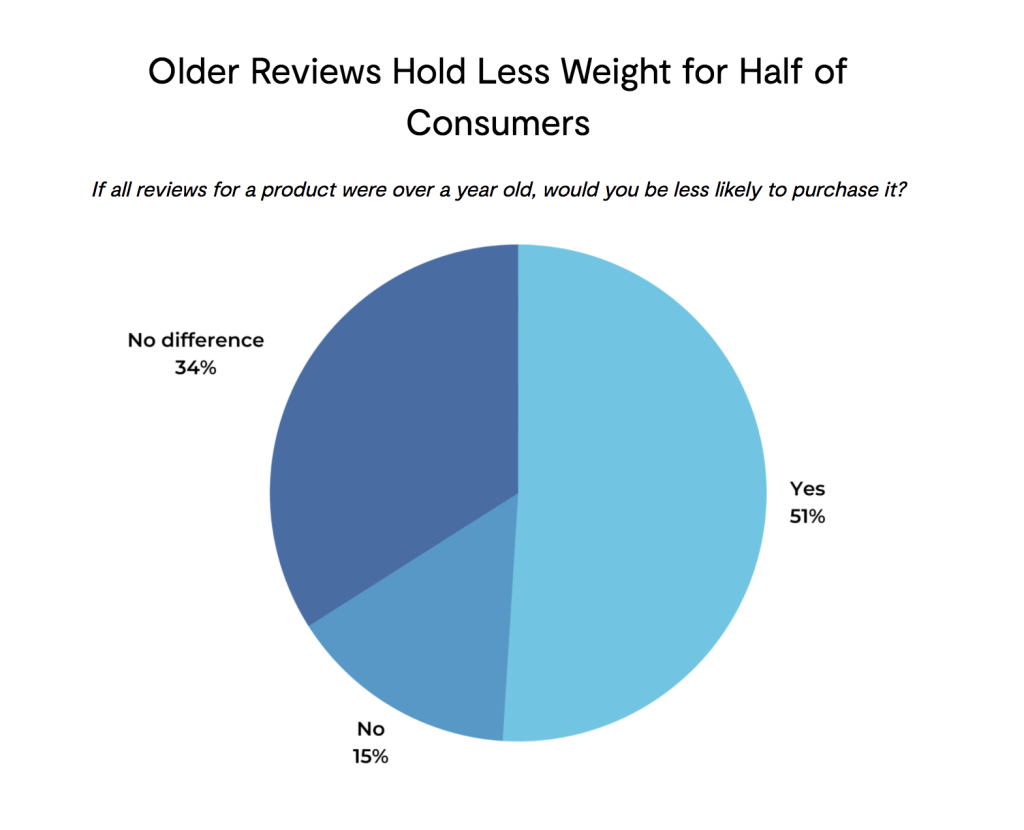 Older Reviews Hold Less Weight for Half of
Consumers
If all reviews for a product were over a year old, would you be less likely to purchase it?
No difference
34%
Yes
51%
No
15%